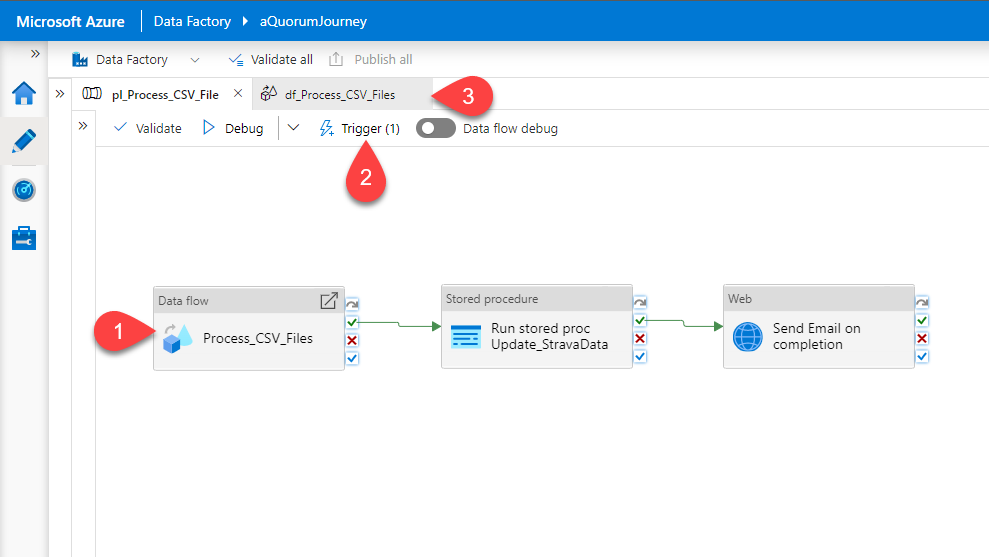 Microsoft Azure Data Factory aQuorumJourney
Data Factory Validate all Publish all
pl_Process_CSV_File df_Process_CSV_Files 3
Validate Debug Trigger (1) Data flow debug
2
Data flow Stored procedure Web
1 Process_CSV_Files
Run stored proc
Update_StravaData
Send Email on
completion